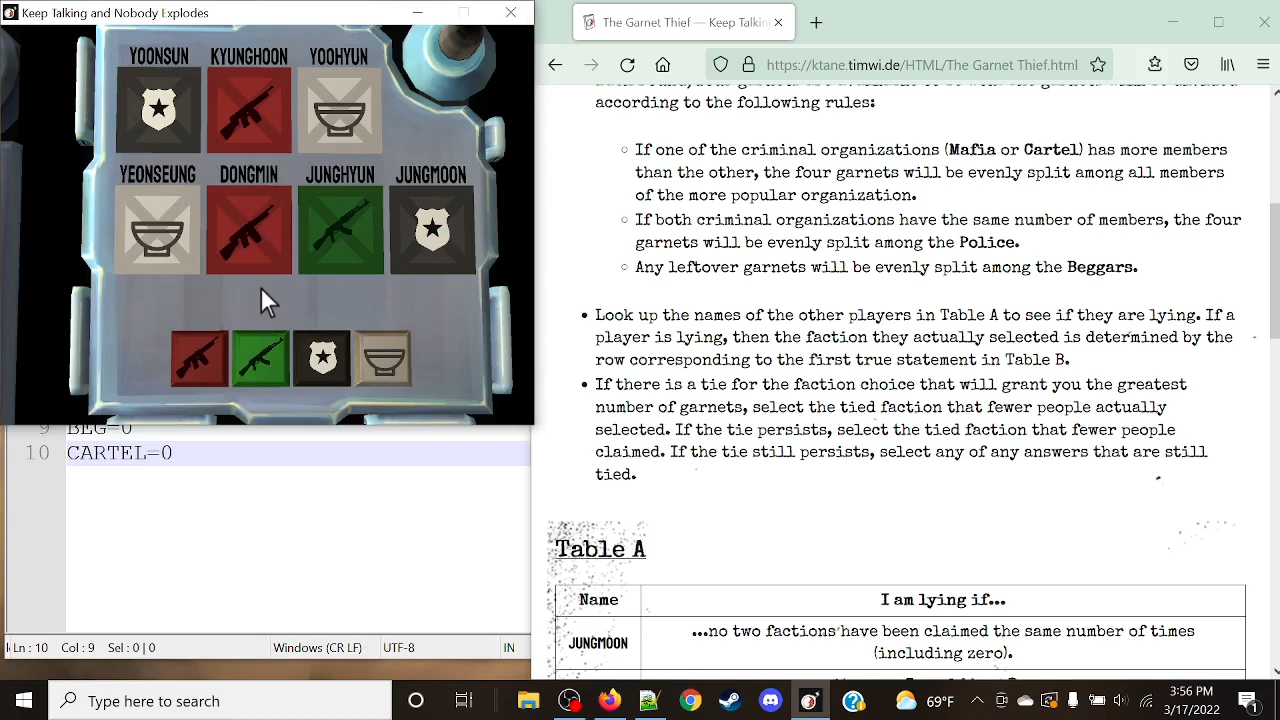 Keep Talking and Nobody Explodes
YOONSUN KYUNGHOON YOOHYUN
YEONSEUNG DONGMIN JUNGHYUN JUNGMOON
9 BEG=0
10 CARTEL=0
Ln : 10 Col : 9 Sel : 0 | 0 Windows (CR LF) UTF-8 IN
The Garnet Thief — Keep Talking
https://ktane.timwi.de/HTML/The Garnet Thief.html
according to the following rules:
If one of the criminal organizations (Mafia or Cartel) has more members
than the other, the four garnets will be evenly split among all members
of the more popular organization.
If both criminal organizations have the same number of members, the four
garnets will be evenly split among the Police.
Any leftover garnets will be evenly split among the Beggars.
Look up the names of the other players in Table A to see if they are lying. If a
player is lying, then the faction they actually selected is determined by the
row corresponding to the first true statement in Table B.
If there is a tie for the faction choice that will grant you the greatest
number of garnets, select the tied faction that fewer people actually
selected. If the tie persists, select the tied faction that fewer people
claimed. If the tie still persists, select any of any answers that are still
tied.
Table A
Name I am lying if...
JUNGMOON ...no two factions have been claimed the same number of times
(including zero).
Type here to search
69°F
3:56 PM
3/17/2022
1